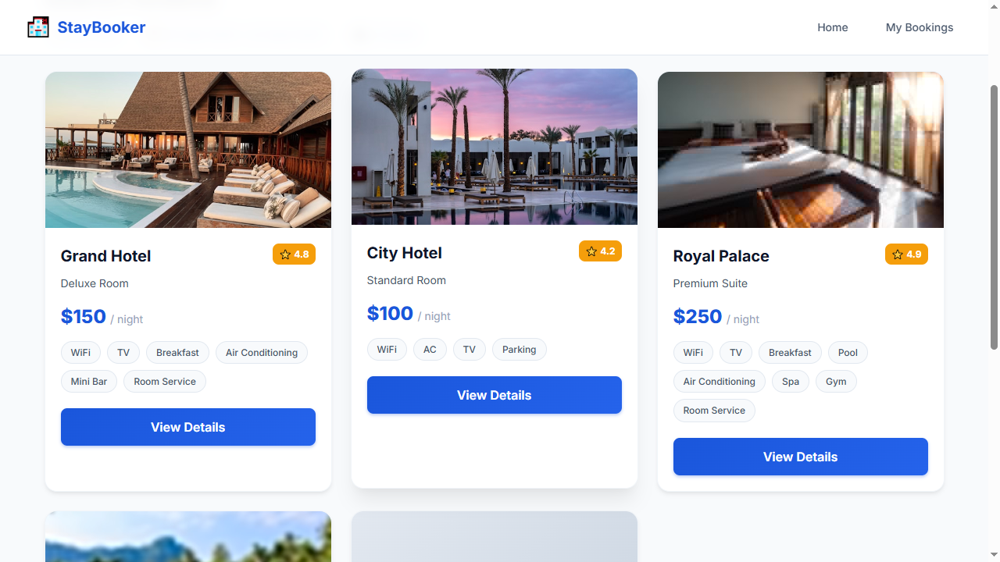 StayBooker
Home
My Bookings
Grand Hotel
4.8
Deluxe Room
$150 / night
WiFi
TV
Breakfast
Air Conditioning
Mini Bar
Room Service
View Details
City Hotel
4.2
Standard Room
$100 / night
WiFi
AC
TV
Parking
View Details
Royal Palace
4.9
Premium Suite
$250 / night
WiFi
TV
Breakfast
Pool
Air Conditioning
Spa
Gym
Room Service
View Details